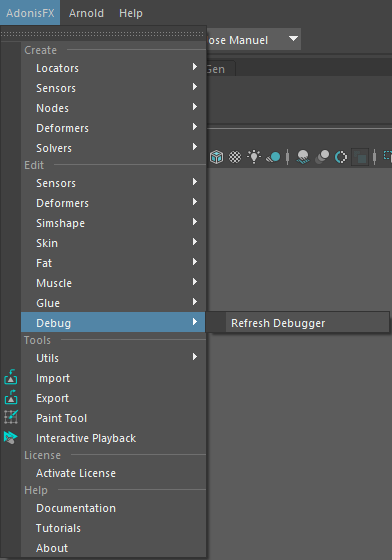 AdonisFX Arnold Help
ose Manuel
Gen
Create
Locators
Sensors
Nodes
Deformers
Solvers
Edit
Sensors
Deformers
Simshape
Skin
Fat
Muscle
Glue
Debug
Refresh Debugger
Tools
Utils
Import
Export
Paint Tool
Interactive Playback
License
Activate License
Help
Documentation
Tutorials
About